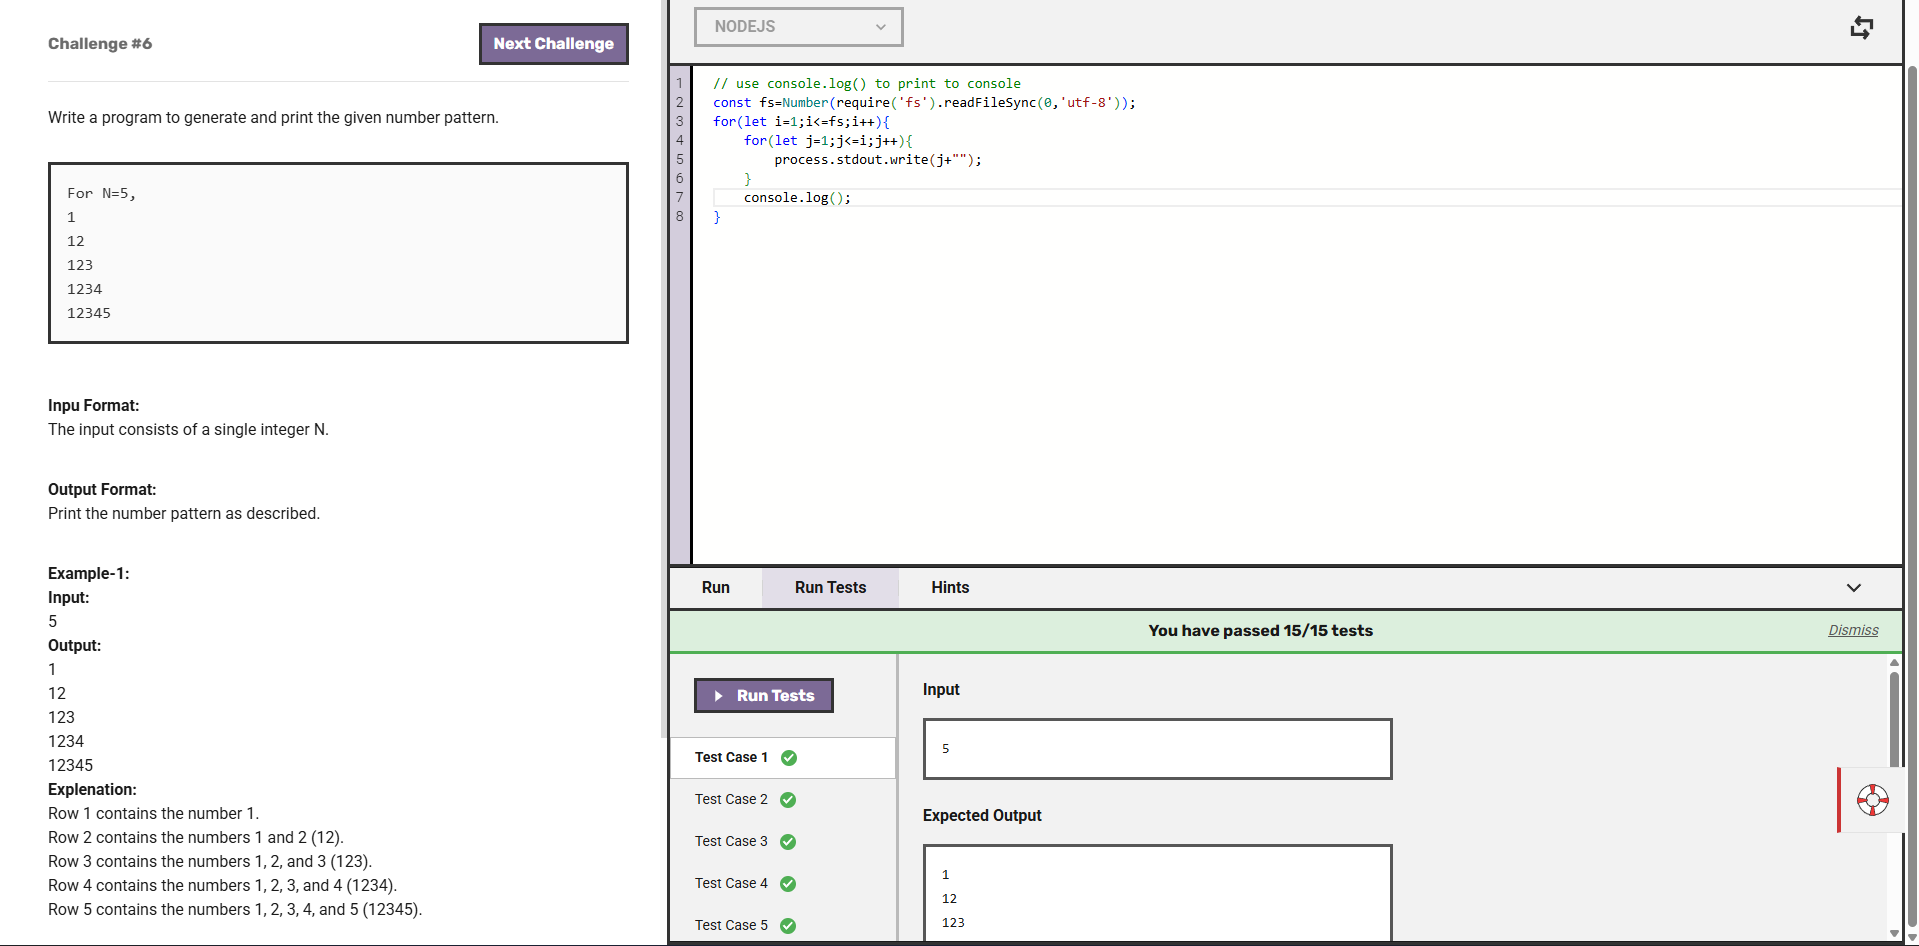 Challenge #6
Next Challenge
Write a program to generate and print the given number pattern.
For N=5,
1
12
123
1234
12345
Inpu Format:
The input consists of a single integer N.
Output Format:
Print the number pattern as described.
Example-1:
Input:
5
Output:
1
12
123
1234
12345
Explenation:
Row 1 contains the number 1.
Row 2 contains the numbers 1 and 2 (12).
Row 3 contains the numbers 1, 2, and 3 (123).
Row 4 contains the numbers 1, 2, 3, and 4 (1234).
Row 5 contains the numbers 1, 2, 3, 4, and 5 (12345).
NODEJS
1 // use console.log() to print to console
2 const fs=Number(require('fs').readFileSync(0,'utf-8'));
3 for(let i=1;i<=fs;i++){
4     for(let j=1;j<=i;j++){
5         process.stdout.write(j+"");
6     }
7     console.log();
8 }
Run Run Tests Hints
You have passed 15/15 tests Dismiss
Run Tests
Test Case 1
Test Case 2
Test Case 3
Test Case 4
Test Case 5
Input
5
Expected Output
1
12
123